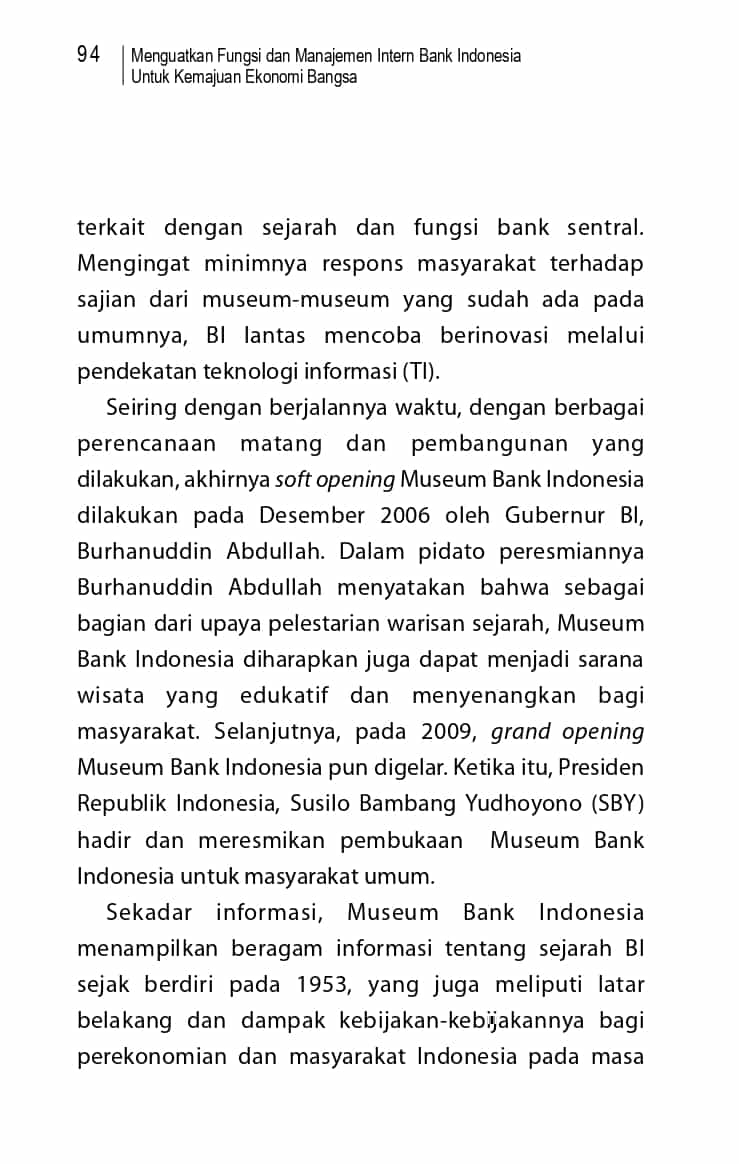 94
Menguatkan Fungsi dan Manajemen Intern Bank Indonesia
Untuk Kemajuan Ekonomi Bangsa
terkait dengan sejarah dan fungsi bank sentral.
Mengingat minimnya respons masyarakat terhadap
sajian dari museum-museum yang sudah ada pada
umumnya, BI lantas mencoba berinovasi melalui
pendekatan teknologi informasi (TI).
Seiring dengan berjalannya waktu, dengan berbagai
perencanaan matang dan pembangunan yang
dilakukan, akhirnya soft opening Museum Bank Indonesia
dilakukan pada Desember 2006 oleh Gubernur BI,
Burhanuddin Abdullah. Dalam pidato peresmiannya
Burhanuddin Abdullah menyatakan bahwa sebagai
bagian dari upaya pelestarian warisan sejarah, Museum
Bank Indonesia diharapkan juga dapat menjadi sarana
wisata yang edukatif dan menyenangkan bagi
masyarakat. Selanjutnya, pada 2009, grand opening
Museum Bank Indonesia pun digelar. Ketika itu, Presiden
Republik Indonesia, Susilo Bambang Yudhoyono (SBY)
hadir dan meresmikan pembukaan Museum Bank
Indonesia untuk masyarakat umum.
Sekadar informasi, Museum Bank Indonesia
menampilkan beragam informasi tentang sejarah BI
sejak berdiri pada 1953, yang juga meliputi latar
belakang dan dampak kebijakan-kebijakannya bagi
perekonomian dan masyarakat Indonesia pada masa